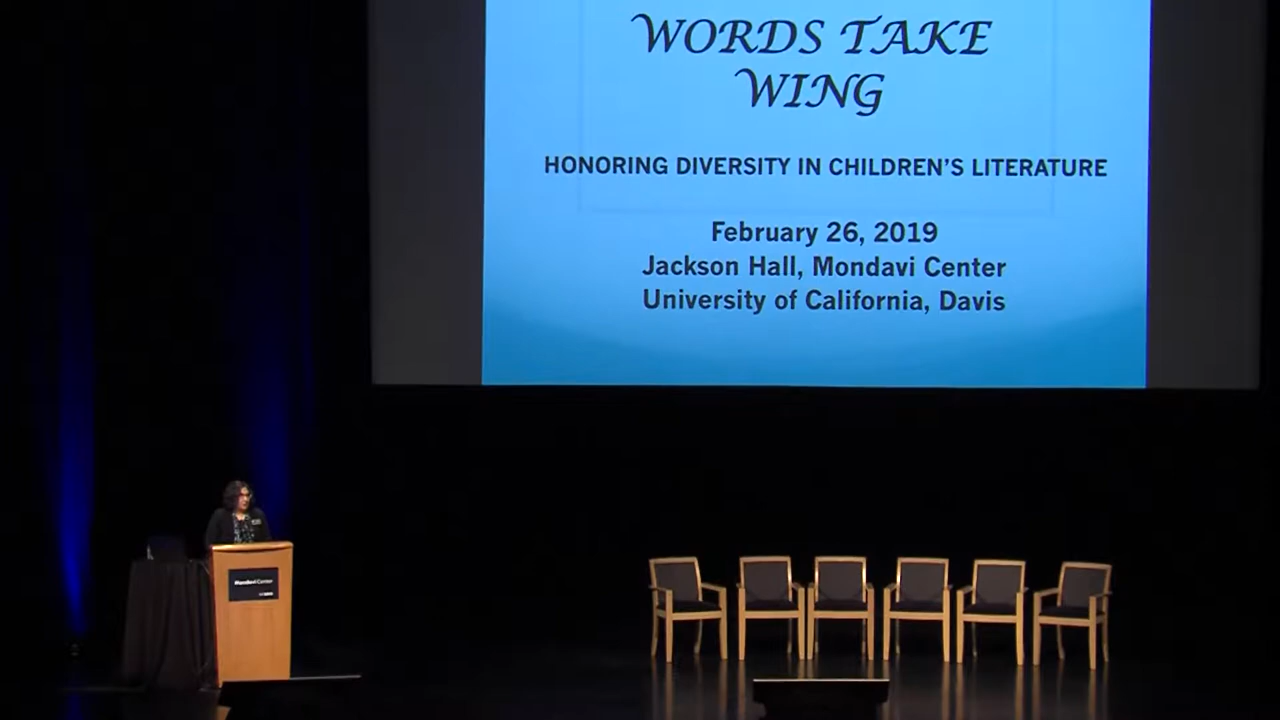 WORDS TAKE
WING
HONORING DIVERSITY IN CHILDREN'S LITERATURE
February 26, 2019
Jackson Hall, Mondavi Center
University of California, Davis
Mondavi Center